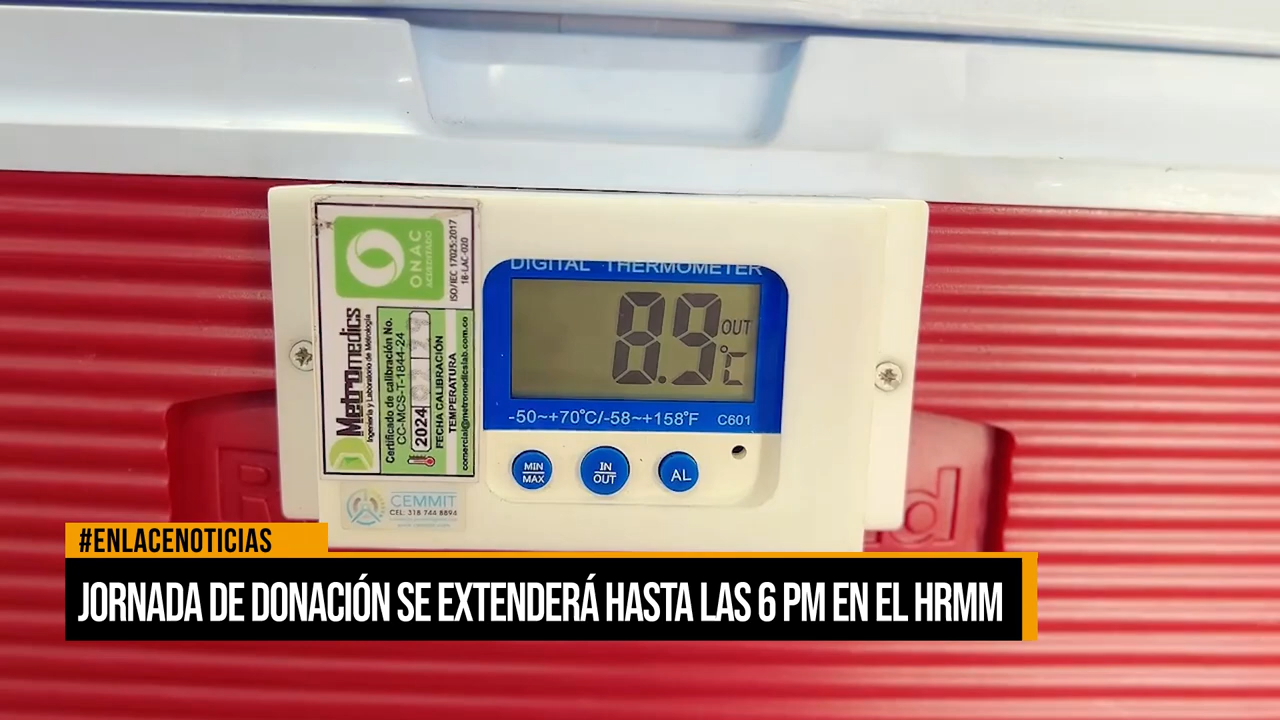 ONAC
ACREDITADO
ISO/IEC 17025:2017
16-LAC-020
Metromedics
Ingeniería y Laboratorio de Metrología
Certificado de calibración No.
CC-MCS-T-1844-24
2024
FECHA CALIBRACIÓN
TEMPERATURA
comercial@metromedicslab.com.co
DIGITAL THERMOMETER
8.9 OUT °C
-50~+70°C/-58~+158°F C601
MIN MAX
IN OUT
AL
CEMMIT
CEL: 318 744 8894
#ENLACENOTICIAS
JORNADA DE DONACIÓN SE EXTENDERÁ HASTA LAS 6 PM EN EL HRMM